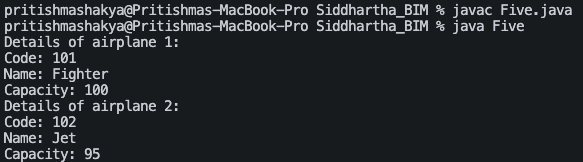 pritishmashakya@Pritishmas-MacBook-Pro Siddhartha_BIM % javac Five.java
pritishmashakya@Pritishmas-MacBook-Pro Siddhartha_BIM % java Five
Details of airplane 1:
Code: 101
Name: Fighter
Capacity: 100
Details of airplane 2:
Code: 102
Name: Jet
Capacity: 95